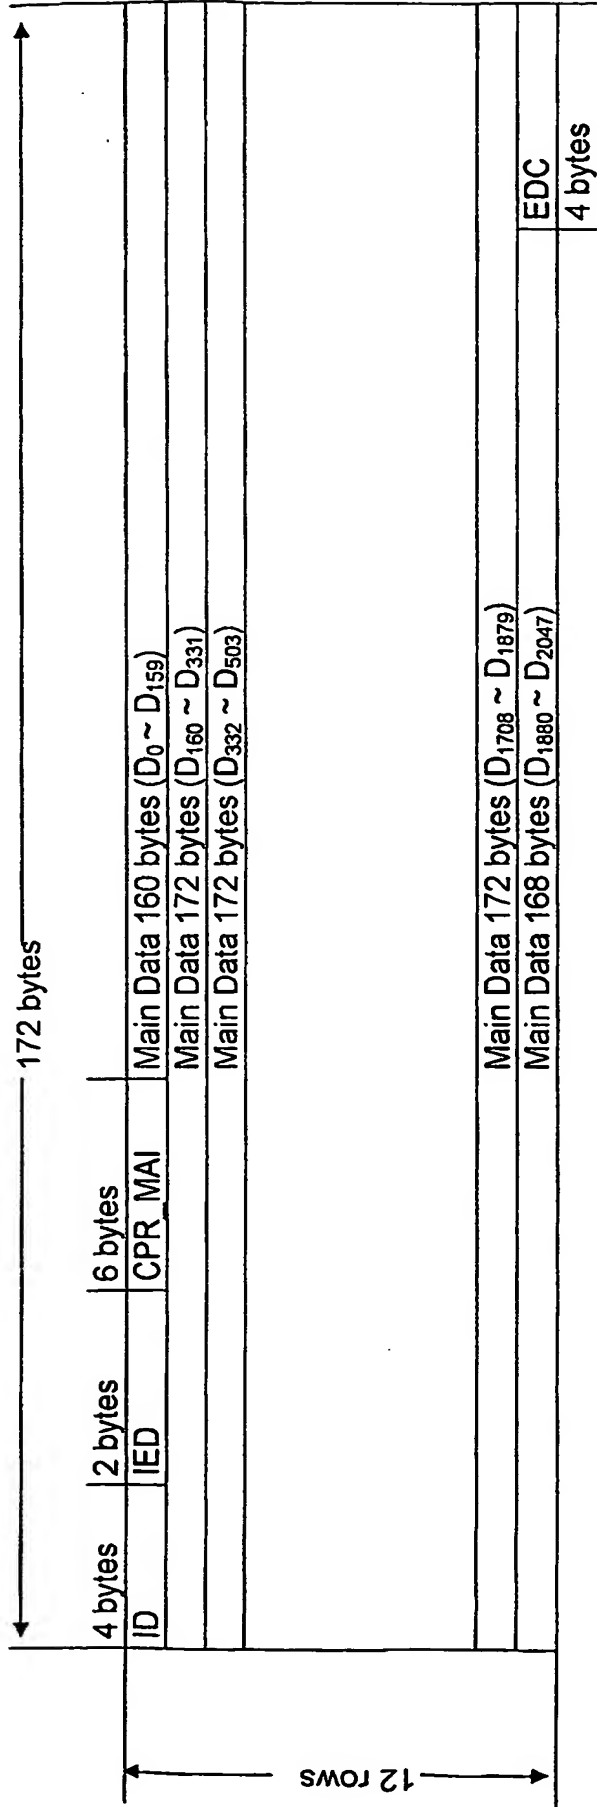 172 bytes
4 bytes 2 bytes 6 bytes
ID IED CPR_MAI Main Data 160 bytes (D0 ~ D159)
Main Data 172 bytes (D160 ~ D331)
Main Data 172 bytes (D332 ~ D503)
12 rows
Main Data 172 bytes (D1708 ~ D1879)
Main Data 168 bytes (D1880 ~ D2047) EDC
4 bytes